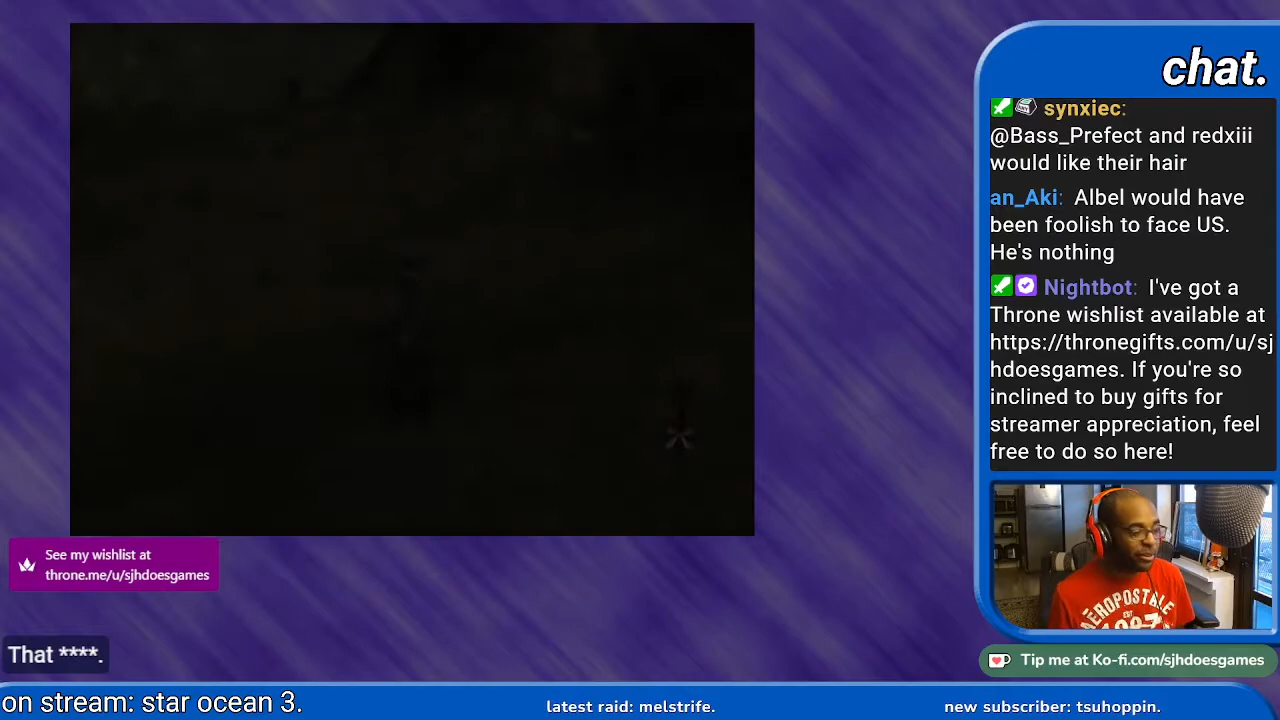 chat.
synxiec:
@Bass_Prefect and redxiii
would like their hair
an_Aki: Albel would have
been foolish to face US.
He's nothing
Nightbot: I've got a
Throne wishlist available at
https://thronegifts.com/u/sj
hdoesgames. If you're so
inclined to buy gifts for
streamer appreciation, feel
free to do so here!
See my wishlist at
throne.me/u/sjhdoesgames
AÉROPOSTALE
1987
That ****.
Tip me at Ko-fi.com/sjhdoesgames
on stream: star ocean 3.
latest raid: melstrife.
new subscriber: tsuhoppin.